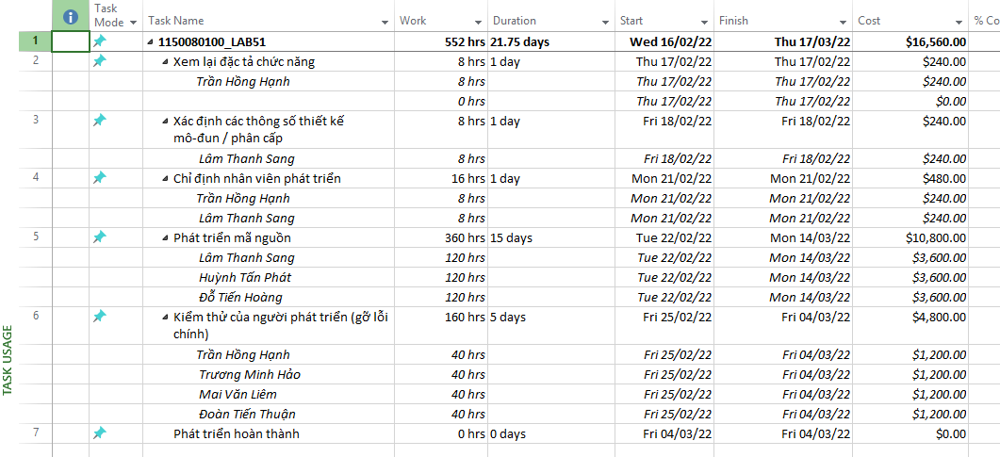 Task Mode Task Name Work Duration Start Finish Cost % Co
1 1150080100_LAB51 552 hrs 21.75 days Wed 16/02/22 Thu 17/03/22 $16,560.00
2 Xem lại đặc tả chức năng 8 hrs 1 day Thu 17/02/22 Thu 17/02/22 $240.00
Trần Hồng Hạnh 8 hrs Thu 17/02/22 Thu 17/02/22 $240.00
0 hrs Thu 17/02/22 Thu 17/02/22 $0.00
3 Xác định các thông số thiết kế 8 hrs 1 day Fri 18/02/22 Fri 18/02/22 $240.00
mô-đun / phân cấp
Lâm Thanh Sang 8 hrs Fri 18/02/22 Fri 18/02/22 $240.00
4 Chỉ định nhân viên phát triển 16 hrs 1 day Mon 21/02/22 Mon 21/02/22 $480.00
Trần Hồng Hạnh 8 hrs Mon 21/02/22 Mon 21/02/22 $240.00
Lâm Thanh Sang 8 hrs Mon 21/02/22 Mon 21/02/22 $240.00
5 Phát triển mã nguồn 360 hrs 15 days Tue 22/02/22 Mon 14/03/22 $10,800.00
Lâm Thanh Sang 120 hrs Tue 22/02/22 Mon 14/03/22 $3,600.00
Huỳnh Tấn Phát 120 hrs Tue 22/02/22 Mon 14/03/22 $3,600.00
Đỗ Tiến Hoàng 120 hrs Tue 22/02/22 Mon 14/03/22 $3,600.00
6 Kiểm thử của người phát triển (gỡ lỗi 160 hrs 5 days Fri 25/02/22 Fri 04/03/22 $4,800.00
chính)
Trần Hồng Hạnh 40 hrs Fri 25/02/22 Fri 04/03/22 $1,200.00
Trương Minh Hảo 40 hrs Fri 25/02/22 Fri 04/03/22 $1,200.00
Mai Văn Liêm 40 hrs Fri 25/02/22 Fri 04/03/22 $1,200.00
Đoàn Tiến Thuận 40 hrs Fri 25/02/22 Fri 04/03/22 $1,200.00
7 Phát triển hoàn thành 0 hrs 0 days Fri 04/03/22 Fri 04/03/22 $0.00
TASK USAGE